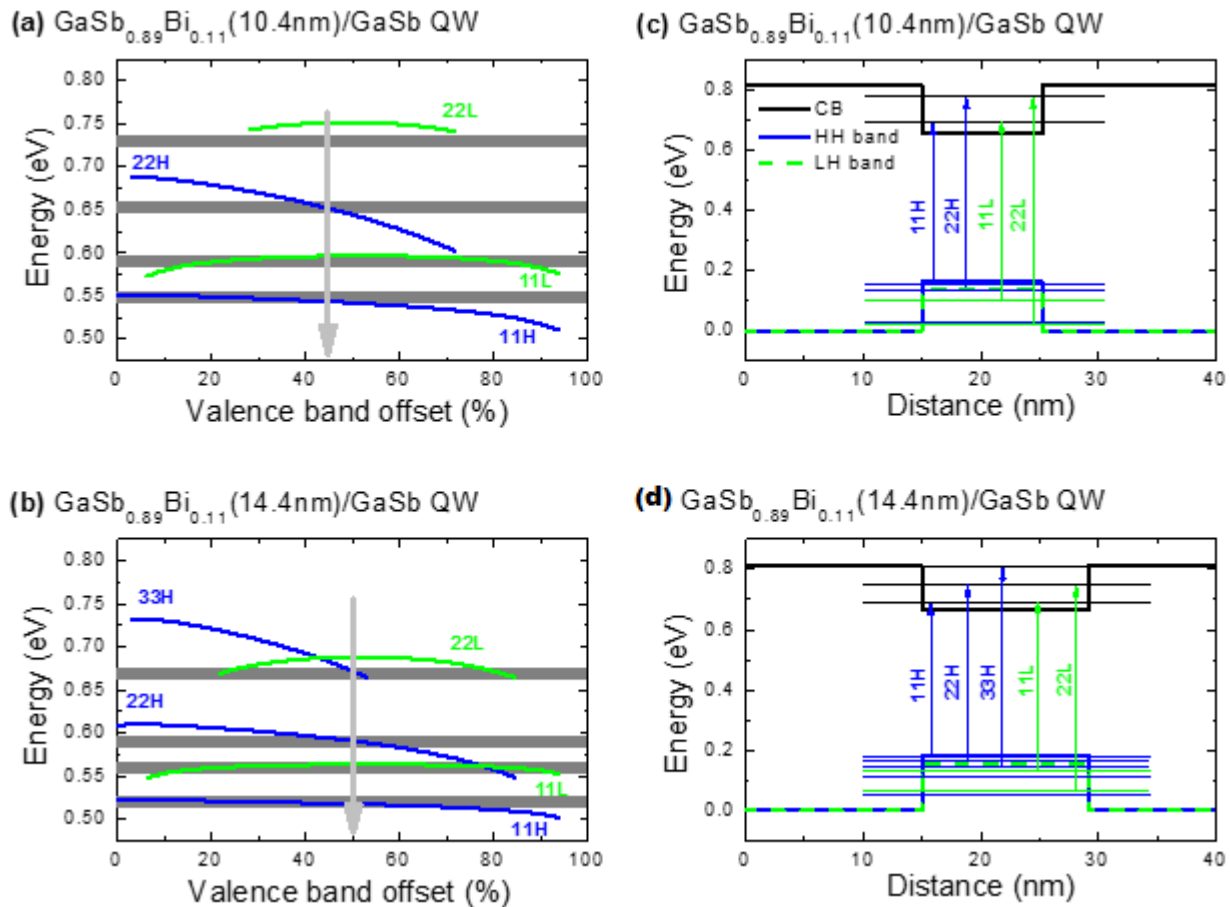 (a) GaSb0.89Bi0.11(10.4nm)/GaSb QW
0.80
0.75
0.70
0.65
0.60
0.55
0.50
Energy (eV)
22L
22H
11L
11H
0 20 40 60 80 100
Valence band offset (%)
(c) GaSb0.89Bi0.11(10.4nm)/GaSb QW
0.8
0.6
0.4
0.2
0.0
Energy (eV)
CB
HH band
LH band
11H
22H
11L
22L
0 10 20 30 40
Distance (nm)
(b) GaSb0.89Bi0.11(14.4nm)/GaSb QW
0.80
0.75
0.70
0.65
0.60
0.55
0.50
Energy (eV)
33H
22L
22H
11L
11H
0 20 40 60 80 100
Valence band offset (%)
(d) GaSb0.89Bi0.11(14.4nm)/GaSb QW
0.8
0.6
0.4
0.2
0.0
Energy (eV)
11H
22H
33H
11L
22L
0 10 20 30 40
Distance (nm)